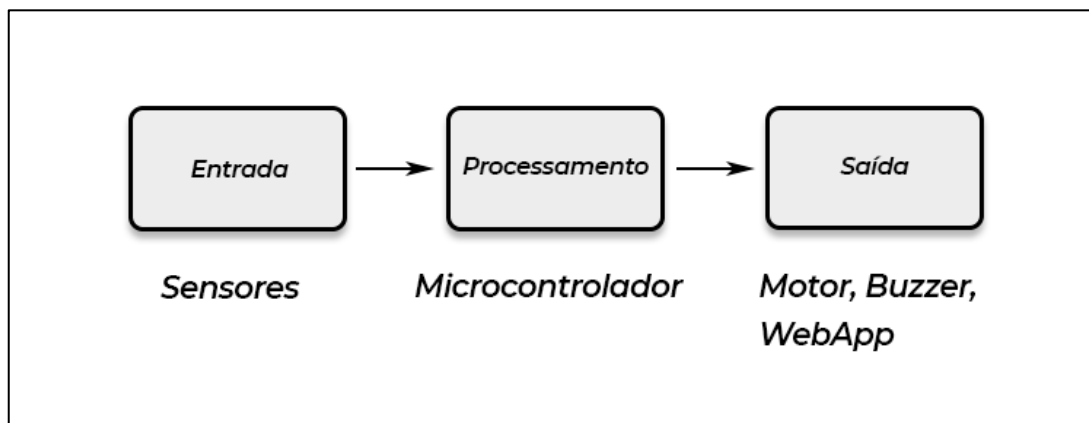 Entrada
Processamento
Saída
Sensores
Microcontrolador
Motor, Buzzer,
WebApp